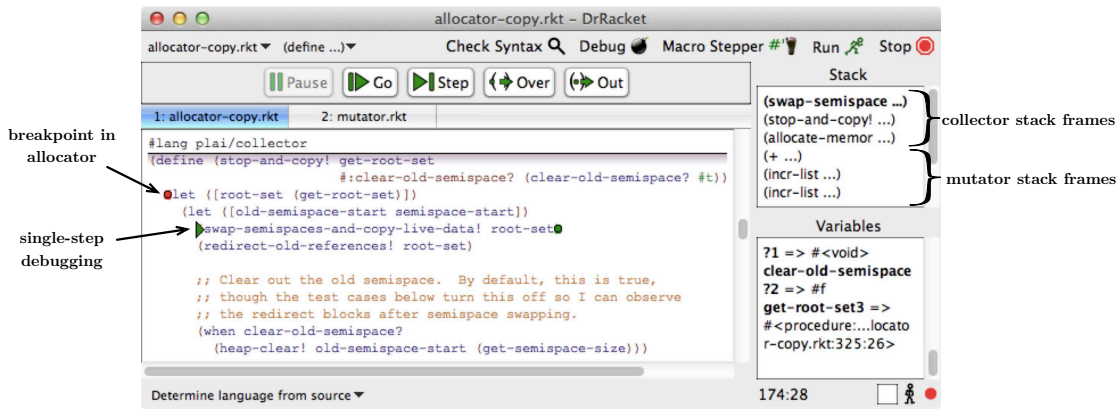 allocator-copy.rkt – DrRacket
allocator-copy.rkt▼ (define ...)▼ Check Syntax Debug Macro Stepper #' Run Stop
Pause Go Step Over Out
1: allocator-copy.rkt 2: mutator.rkt
#lang plai/collector
(define (stop-and-copy! get-root-set
#:clear-old-semispace? (clear-old-semispace? #t))
let ([root-set (get-root-set)])
(let ([old-semispace-start semispace-start])
swap-semispaces-and-copy-live-data! root-set
(redirect-old-references! root-set)
;; Clear out the old semispace.  By default, this is true,
;; though the test cases below turn this off so I can observe
;; the redirect blocks after semispace swapping.
(when clear-old-semispace?
(heap-clear! old-semispace-start (get-semispace-size)))
Determine language from source▼
174:28
Stack
(swap-semispace ...)
(stop-and-copy! ...)
(allocate-memor ...)
(+ ...)
(incr-list ...)
(incr-list ...)
Variables
?1 => #<void>
clear-old-semispace
?2 => #f
get-root-set3 =>
#<procedure:...locato
r-copy.rkt:325:26>
breakpoint in
allocator
single-step
debugging
collector stack frames
mutator stack frames